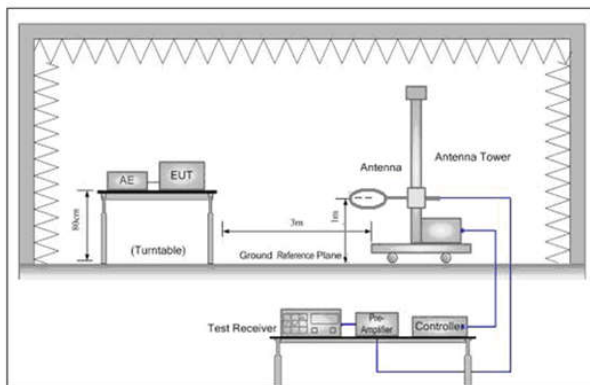 Antenna
Antenna Tower
AE
EUT
80cm
(Turntable)
3m
1m
Ground Reference Plane
Test Receiver
Pre-
Amplifier
Controller